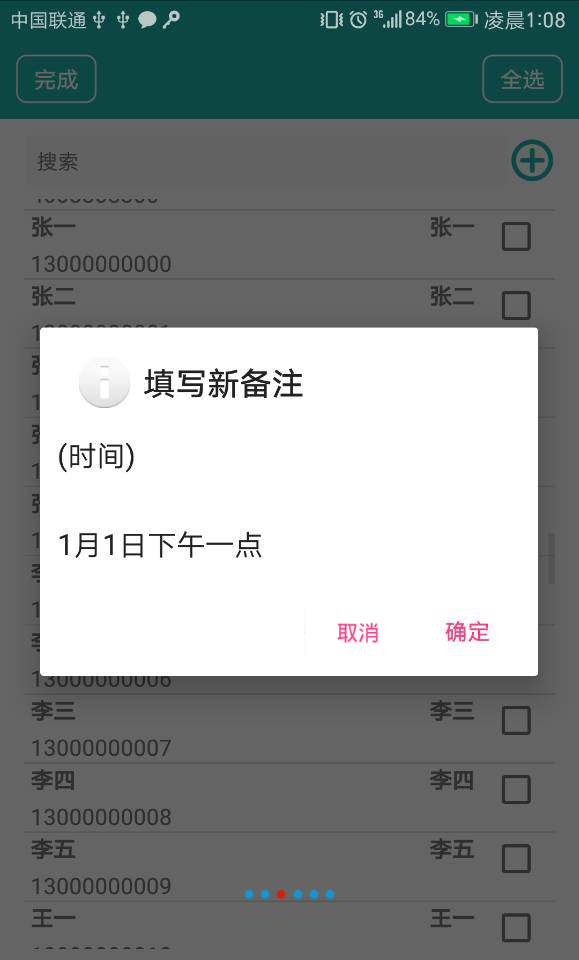 中国联通 3G 84% 凌晨1:08
完成 全选
搜索
张一 张一
13000000000
张二 张二
填写新备注
(时间)
1月1日下午一点
取消 确定
13000000006
李三 李三
13000000007
李四 李四
13000000008
李五 李五
13000000009
王一 王一